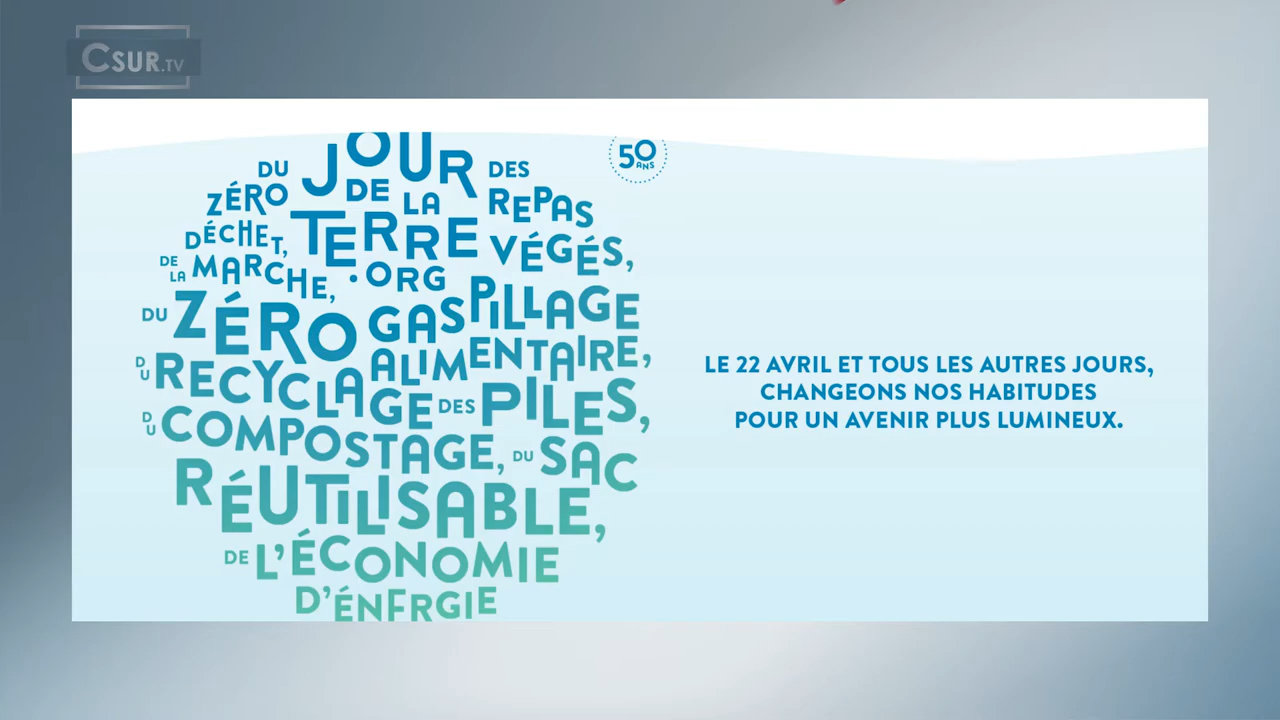 CSUR.TV
JOUR
DU
DES
ZÉRO
DE
LA
REPAS
DÉCHET,
TERRE
VÉGÉS,
DE
LA
MARCHE,
.ORG
DU
ZÉRO
GASPILLAGE
DU
RECYCLAGE
ALIMENTAIRE,
DES
PILES,
DU
COMPOSTAGE,
DU
SAC
RÉUTILISABLE,
DE L'ÉCONOMIE
D'ÉNERGIE
50
ANS
LE 22 AVRIL ET TOUS LES AUTRES JOURS,
CHANGEONS NOS HABITUDES
POUR UN AVENIR PLUS LUMINEUX.